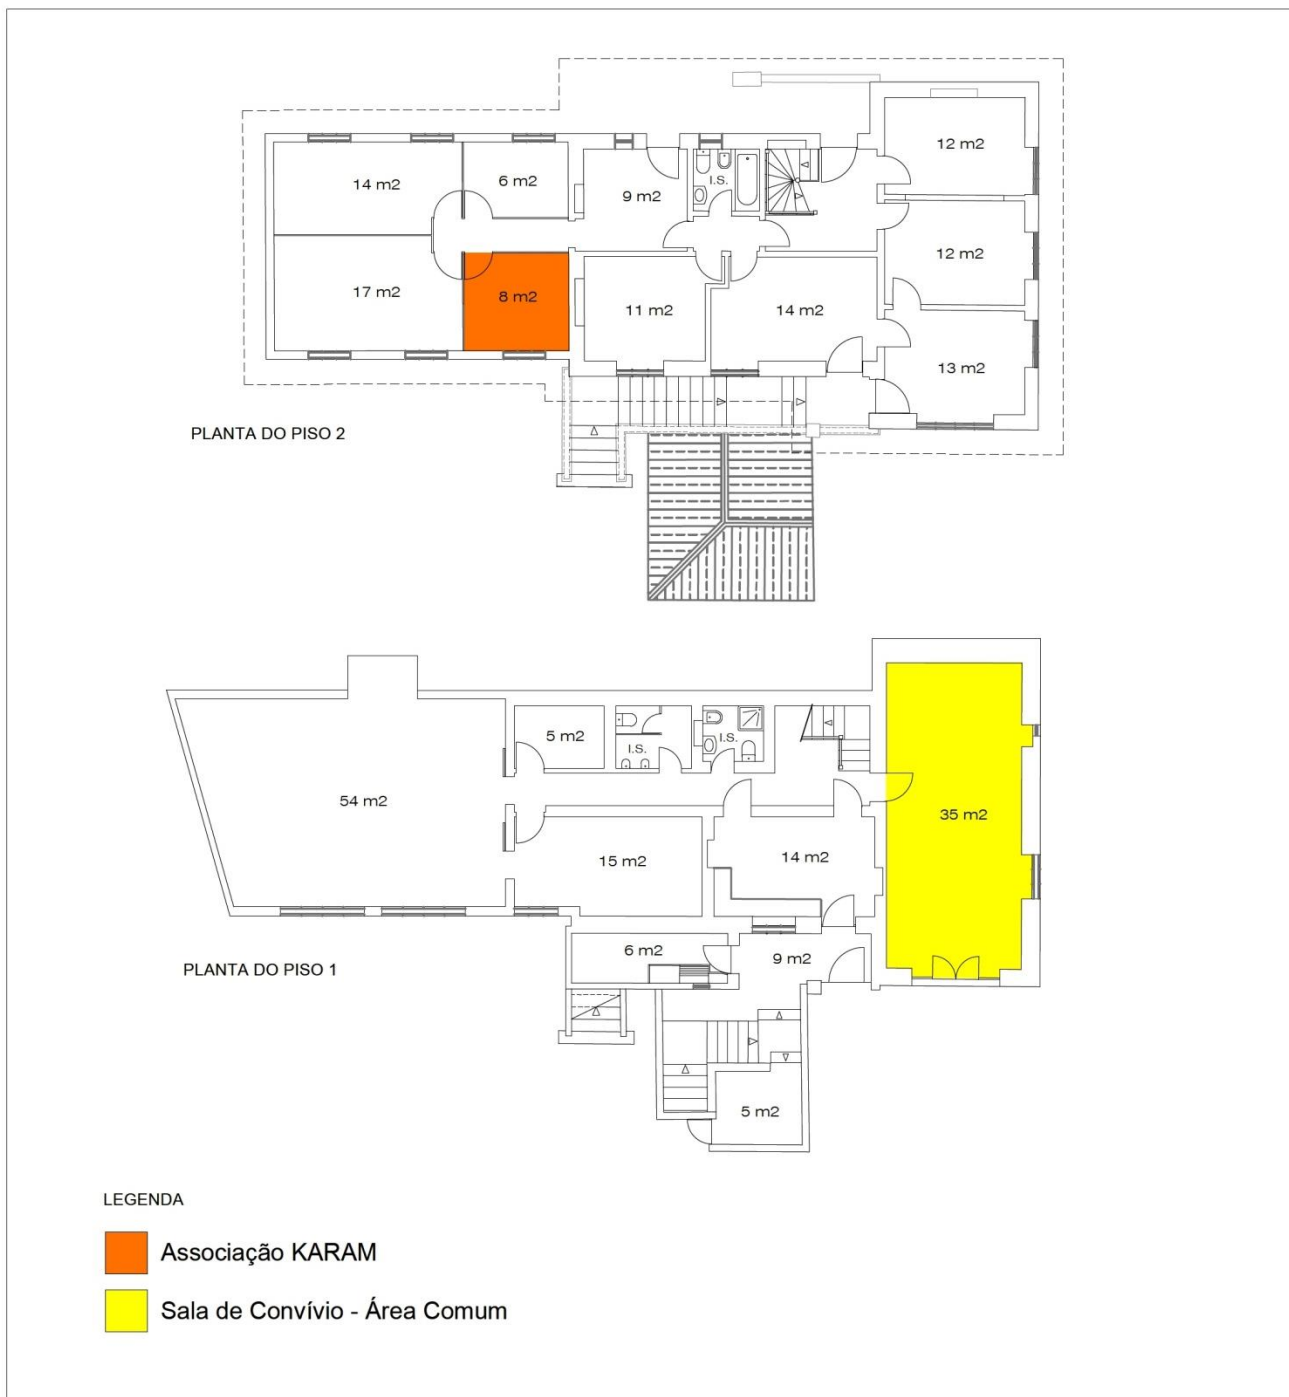 12 m2
14 m2
6 m2
9 m2
I.S.
12 m2
17 m2
8 m2
11 m2
14 m2
13 m2
PLANTA DO PISO 2
5 m2
I.S.
I.S.
54 m2
35 m2
15 m2
14 m2
6 m2
9 m2
PLANTA DO PISO 1
5 m2
LEGENDA
Associação KARAM
Sala de Convívio - Área Comum